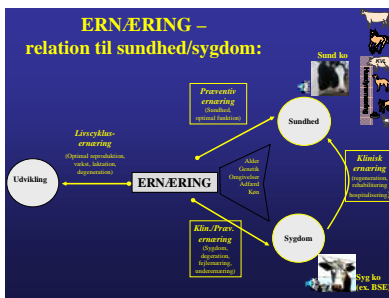 ERNÆRING –
relation til sundhed/sygdom:
Sund ko
KVL
Præventiv
ernæring
(Sundhed,
optimal funktion)
Sundhed
Livscyklus-
ernæring
(Optimal reproduktion,
vækst, laktation,
degeneration)
Udvikling
ERNÆRING
Alder
Genetik
Omgivelser
Adfærd
Køn
Klinisk
ernæring
(regeneration,
rehabilitering
hospitalisering)
Klin./Præv.
ernæring
(Sygdom,
degeration,
fejlernæring,
underernæring)
Sygdom
Syg ko
(ex. BSE)